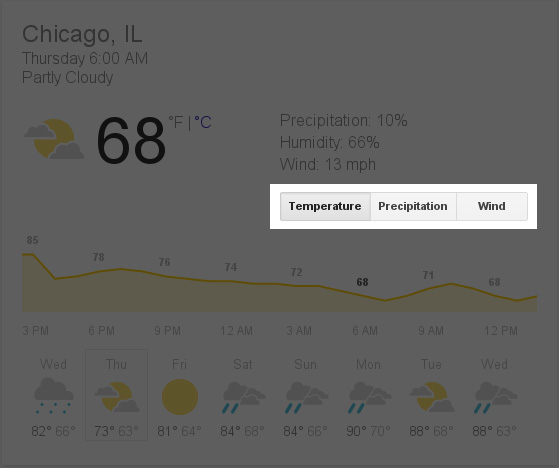 Chicago, IL
Thursday 6:00 AM
Partly Cloudy
68 °F | °C
Precipitation: 10%
Humidity: 66%
Wind: 13 mph
Temperature Precipitation Wind
85 78 76 74 72 68 71 68
3 PM 6 PM 9 PM 12 AM 3 AM 6 AM 9 AM 12 PM
Wed Thu Fri Sat Sun Mon Tue Wed
82° 66° 73° 63° 81° 64° 84° 68° 84° 66° 90° 70° 88° 68° 88° 63°